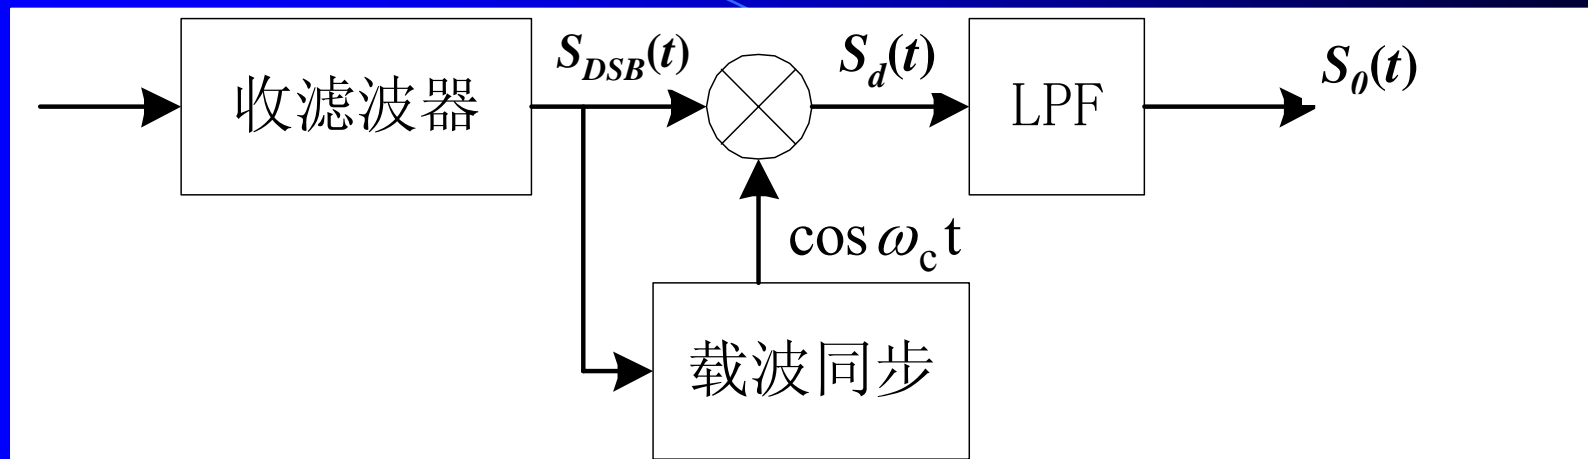 收滤波器
S_DSB(t)
S_d(t)
LPF
S_0(t)
cos ω_c t
载波同步